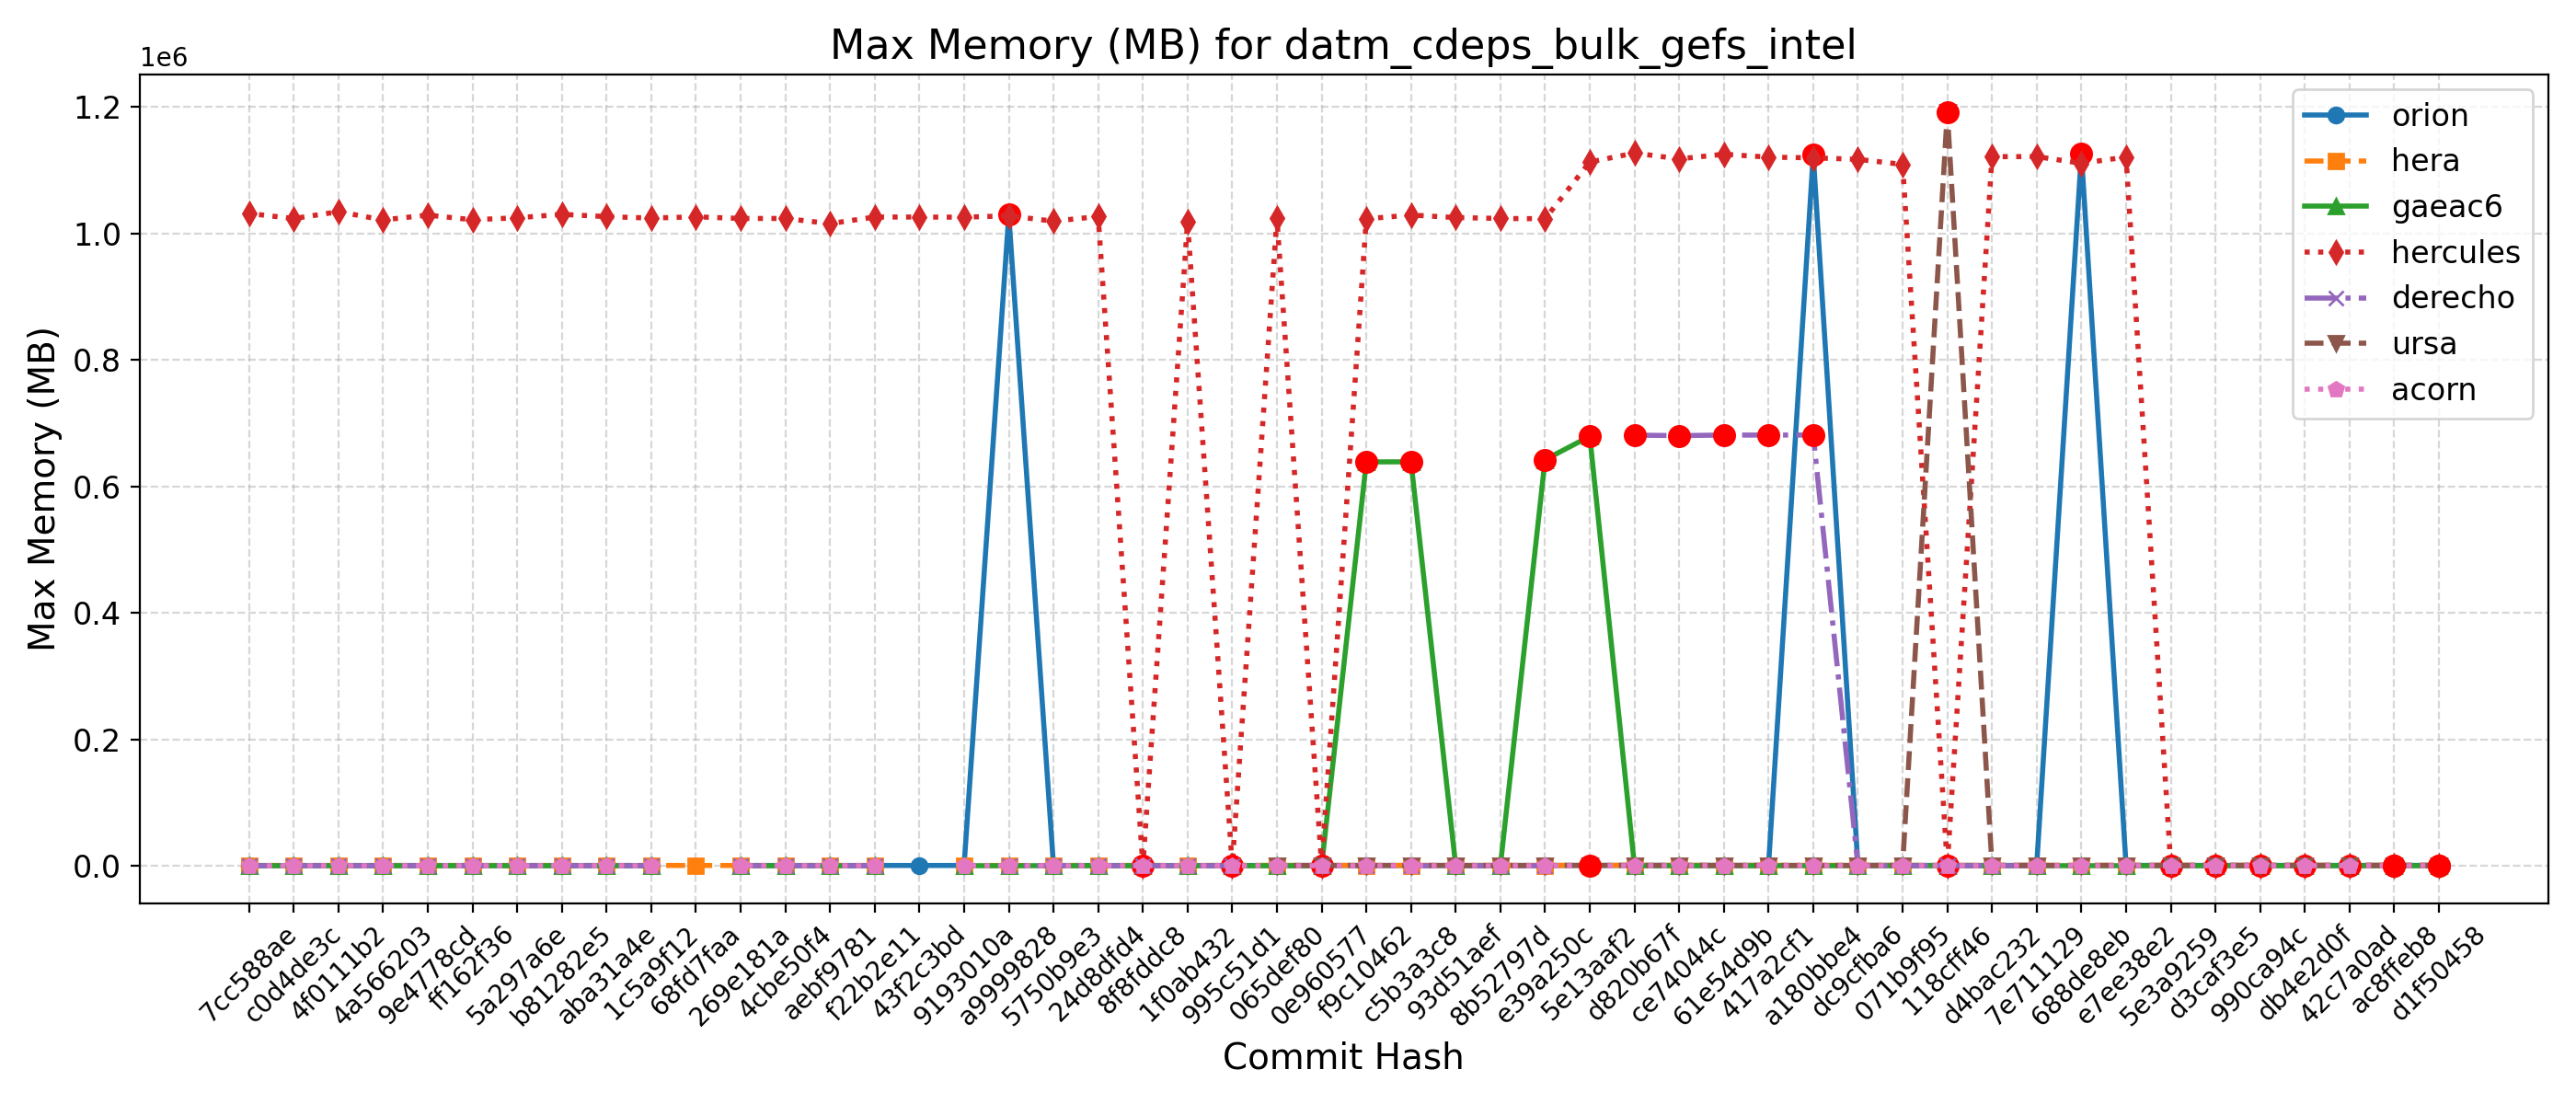 Max Memory (MB) for datm_cdeps_bulk_gefs_intel
1e6
1.2
1.0
0.8
0.6
0.4
0.2
0.0
Max Memory (MB)
orion
hera
gaeac6
hercules
derecho
ursa
acorn
7cc588ae
c0d4de3c
4f0111b2
4a566203
9e4778cd
ff162f36
5a297a6e
b81282e5
aba31a4e
1c5a9f12
68fd7faa
269e181a
4cbe50f4
aebf9781
f22b2e11
43f2c3bd
9193010a
a9999828
5750b9e3
24d8dfd4
8f8fddc8
1f0ab432
995c51d1
065def80
0e960577
f9c10462
c5b3a3c8
93d51aef
8b52797d
e39a250c
5e13aaf2
d820b67f
ce74044c
61e54d9b
417a2cf1
a180bbe4
dc9cfba6
071b9f95
118cff46
d4bac232
7e711129
688de8eb
e7ee38e2
5e3a9259
d3caf3e5
990ca94c
db4e2d0f
42c7a0ad
ac8ffeb8
d1f50458
Commit Hash